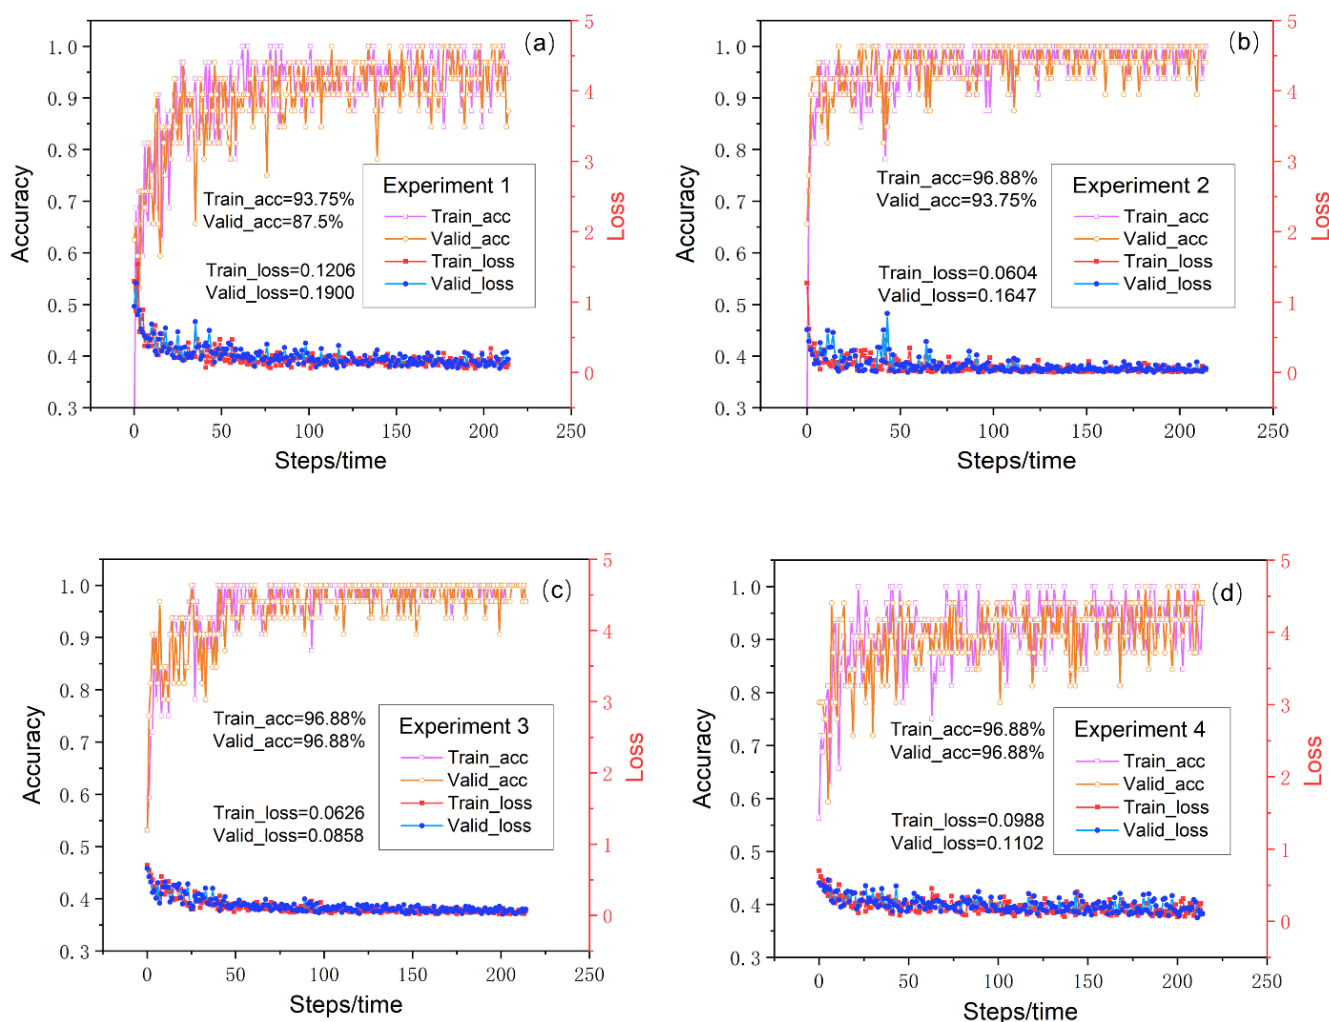 (a)
5
4
3
2
1
0
Loss
1.0
0.9
0.8
0.7
0.6
0.5
0.4
0.3
Accuracy
Train_acc=93.75%
Valid_acc=87.5%
Train_loss=0.1206
Valid_loss=0.1900
Experiment 1
Train_acc
Valid_acc
Train_loss
Valid_loss
0 50 100 150 200 250
Steps/time
(b)
5
4
3
2
1
0
Loss
1.0
0.9
0.8
0.7
0.6
0.5
0.4
0.3
Accuracy
Train_acc=96.88%
Valid_acc=93.75%
Train_loss=0.0604
Valid_loss=0.1647
Experiment 2
Train_acc
Valid_acc
Train_loss
Valid_loss
0 50 100 150 200 250
Steps/time
(c)
5
4
3
2
1
0
Loss
1.0
0.9
0.8
0.7
0.6
0.5
0.4
0.3
Accuracy
Train_acc=96.88%
Valid_acc=96.88%
Train_loss=0.0626
Valid_loss=0.0858
Experiment 3
Train_acc
Valid_acc
Train_loss
Valid_loss
0 50 100 150 200 250
Steps/time
(d)
5
4
3
2
1
0
Loss
1.0
0.9
0.8
0.7
0.6
0.5
0.4
0.3
Accuracy
Train_acc=96.88%
Valid_acc=96.88%
Train_loss=0.0988
Valid_loss=0.1102
Experiment 4
Train_acc
Valid_acc
Train_loss
Valid_loss
0 50 100 150 200 250
Steps/time